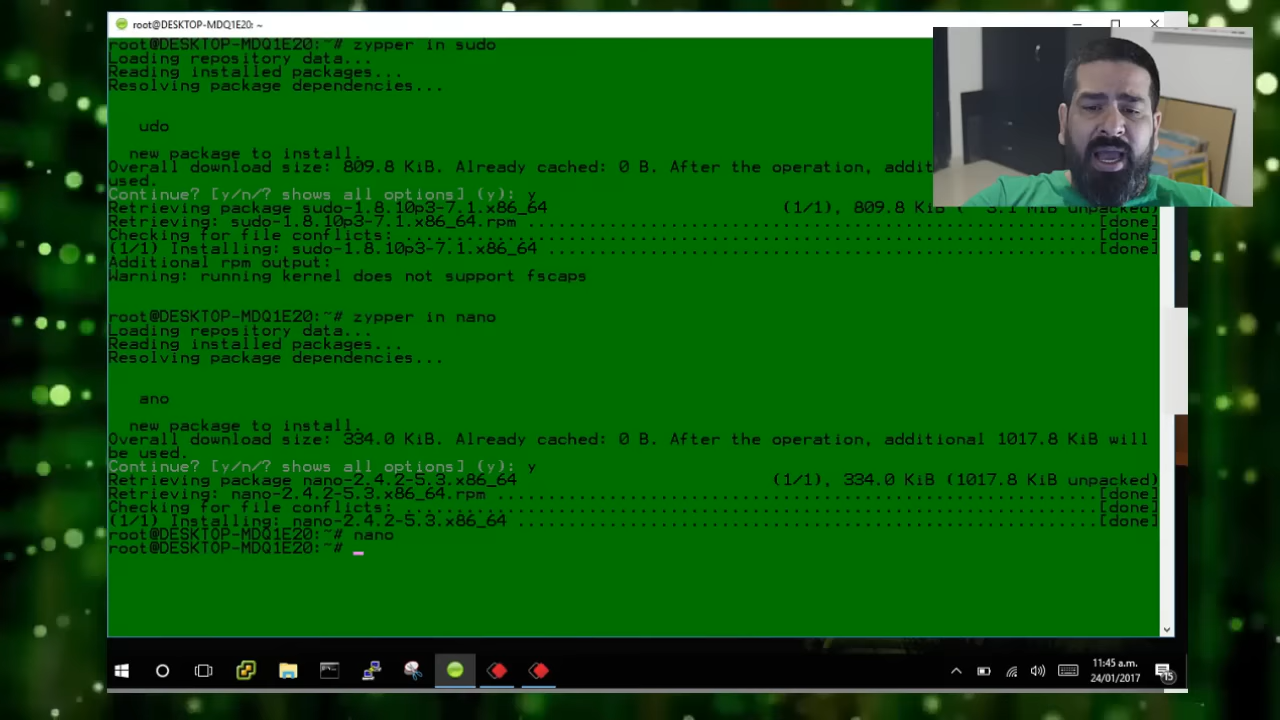 root@DESKTOP-MDQ1E20: ~
root@DESKTOP-MDQ1E20:~# zypper in sudo
Loading repository data...
Reading installed packages...
Resolving package dependencies...
udo
new package to install.
Overall download size: 809.8 KiB. Already cached: 0 B. After the operation, addi
used.
Continue? [y/n/? shows all options] (y): y
Retrieving package sudo-1.8.10p3-7.1.x86_64 (1/1), 809.8 KiB ( 3.1 MiB unpacked)
Retrieving: sudo-1.8.10p3-7.1.x86_64.rpm ...[done]
Checking for file conflicts: ...[done]
(1/1) Installing: sudo-1.8.10p3-7.1.x86_64 ...[done]
Additional rpm output:
Warning: running kernel does not support fscaps
root@DESKTOP-MDQ1E20:~# zypper in nano
Loading repository data...
Reading installed packages...
Resolving package dependencies...
ano
new package to install.
Overall download size: 334.0 KiB. Already cached: 0 B. After the operation, additional 1017.8 KiB will
be used.
Continue? [y/n/? shows all options] (y): y
Retrieving package nano-2.4.2-5.3.x86_64 (1/1), 334.0 KiB (1017.8 KiB unpacked)
Retrieving: nano-2.4.2-5.3.x86_64.rpm ...[done]
Checking for file conflicts: ...[done]
(1/1) Installing: nano-2.4.2-5.3.x86_64 ...[done]
root@DESKTOP-MDQ1E20:~# nano
root@DESKTOP-MDQ1E20:~#
11:45 a.m.
24/01/2017
15